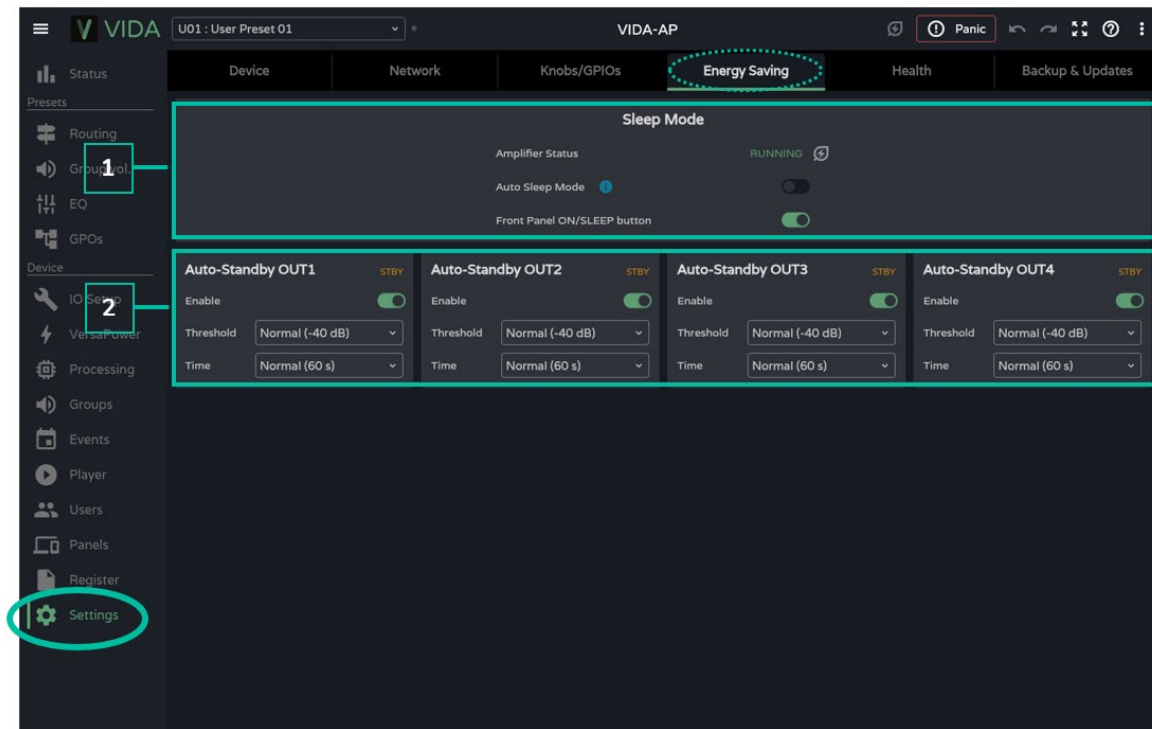 VIDA U01 : User Preset 01 VIDA-AP Panic
Status
Device Network Knobs/GPIOs Energy Saving Health Backup & Updates
Presets
Routing
Group vol.
EQ
GPOs
Device
IO Setup
VersaPower
Processing
Groups
Events
Player
Users
Panels
Register
Settings
1
Sleep Mode
Amplifier Status RUNNING
Auto Sleep Mode
Front Panel ON/SLEEP button
2
Auto-Standby OUT1 STBY
Enable
Threshold Normal (-40 dB)
Time Normal (60 s)
Auto-Standby OUT2 STBY
Enable
Threshold Normal (-40 dB)
Time Normal (60 s)
Auto-Standby OUT3 STBY
Enable
Threshold Normal (-40 dB)
Time Normal (60 s)
Auto-Standby OUT4 STBY
Enable
Threshold Normal (-40 dB)
Time Normal (60 s)